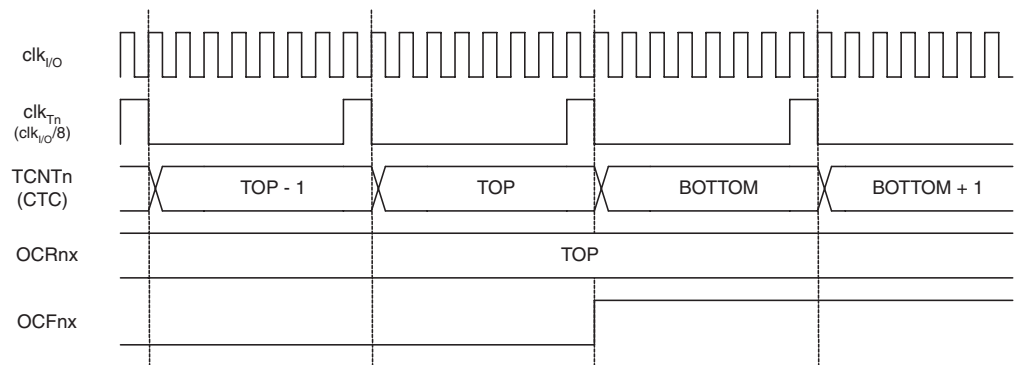 clkI/O
clkTn
(clkI/O/8)
TCNTn
(CTC)
TOP - 1
TOP
BOTTOM
BOTTOM + 1
OCRnx
TOP
OCFnx